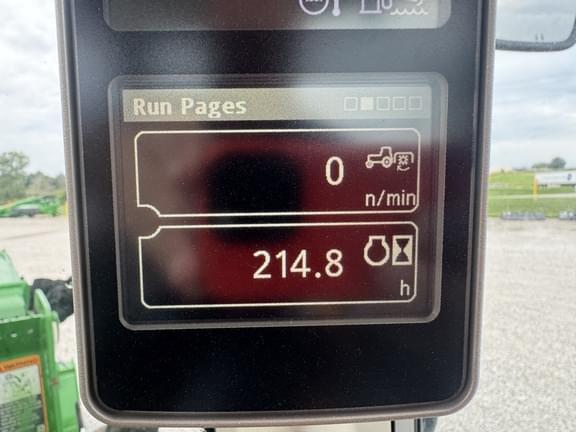 Run Pages
0
n/min
214.8
h